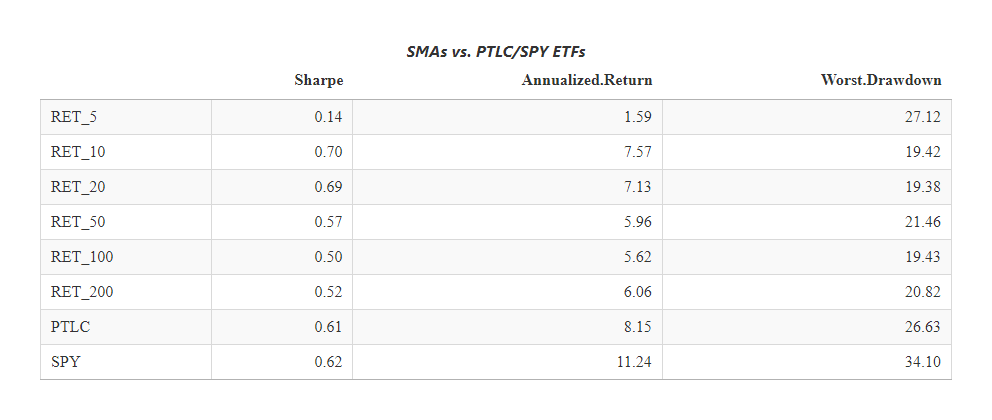 SMAs vs. PTLC/SPY ETFs
Sharpe Annualized.Return Worst.Drawdown
RET_5 0.14 1.59 27.12
RET_10 0.70 7.57 19.42
RET_20 0.69 7.13 19.38
RET_50 0.57 5.96 21.46
RET_100 0.50 5.62 19.43
RET_200 0.52 6.06 20.82
PTLC 0.61 8.15 26.63
SPY 0.62 11.24 34.10